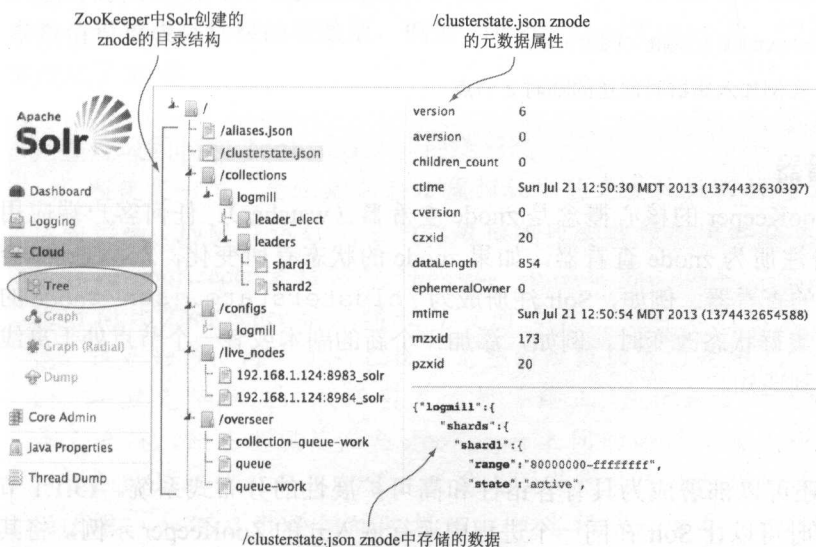 ZooKeeper中Solr创建的
znode的目录结构
/clusterstate.json znode
的元数据属性
Apache
Solr
Dashboard
Logging
Cloud
Tree
Graph
Graph (Radial)
Dump
Core Admin
Java Properties
Thread Dump
/
/aliases.json
/clusterstate.json
/collections
logmill
leader_elect
leaders
shard1
shard2
/configs
logmill
/live_nodes
192.168.1.124:8983_solr
192.168.1.124:8984_solr
/overseer
collection-queue-work
queue
queue-work
version 6
aversion 0
children_count 0
ctime Sun Jul 21 12:50:30 MDT 2013 (1374432630397)
cversion 0
czxid 20
dataLength 854
ephemeralOwner 0
mtime Sun Jul 21 12:50:54 MDT 2013 (1374432654588)
mzxid 173
pzxid 20
{"logmill":{
"shards":{
"shard1":{
"range":"80000000-ffffffff",
"state":"active",
/clusterstate.json znode中存储的数据